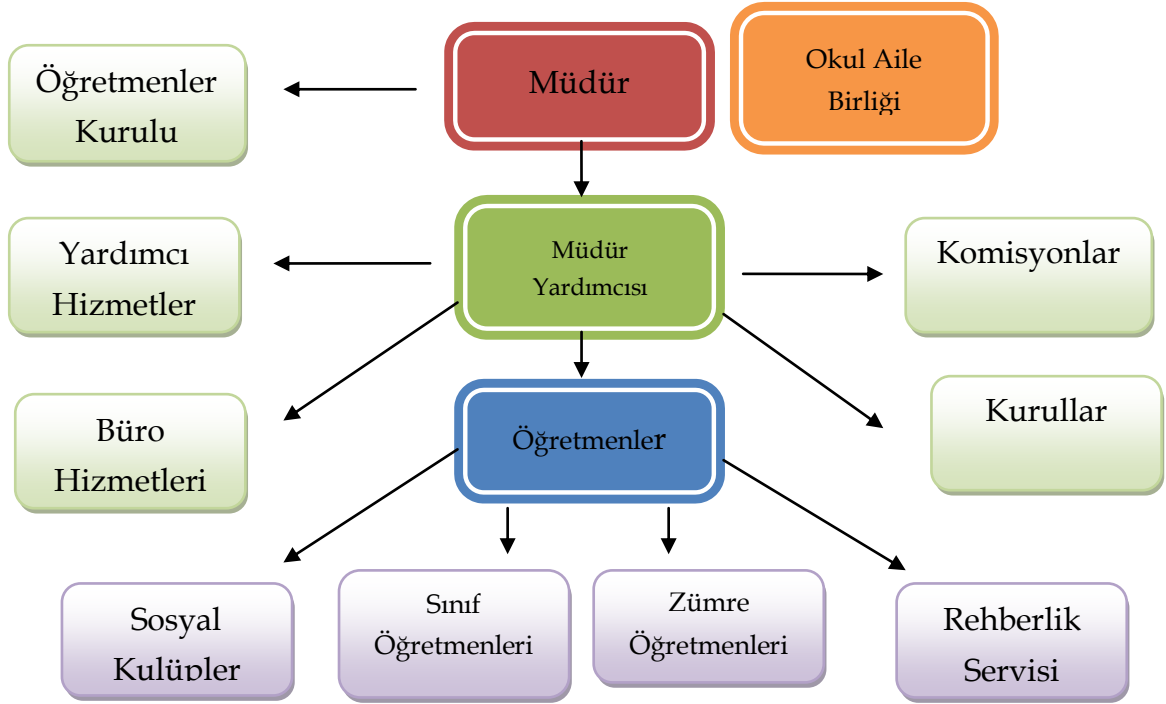 Öğretmenler
Kurulu
Müdür
Okul Aile
Birliği
Yardımcı
Hizmetler
Müdür
Yardımcısı
Komisyonlar
Büro
Hizmetleri
Öğretmenler
Kurullar
Sosyal
Kulüpler
Sınıf
Öğretmenleri
Zümre
Öğretmenleri
Rehberlik
Servisi